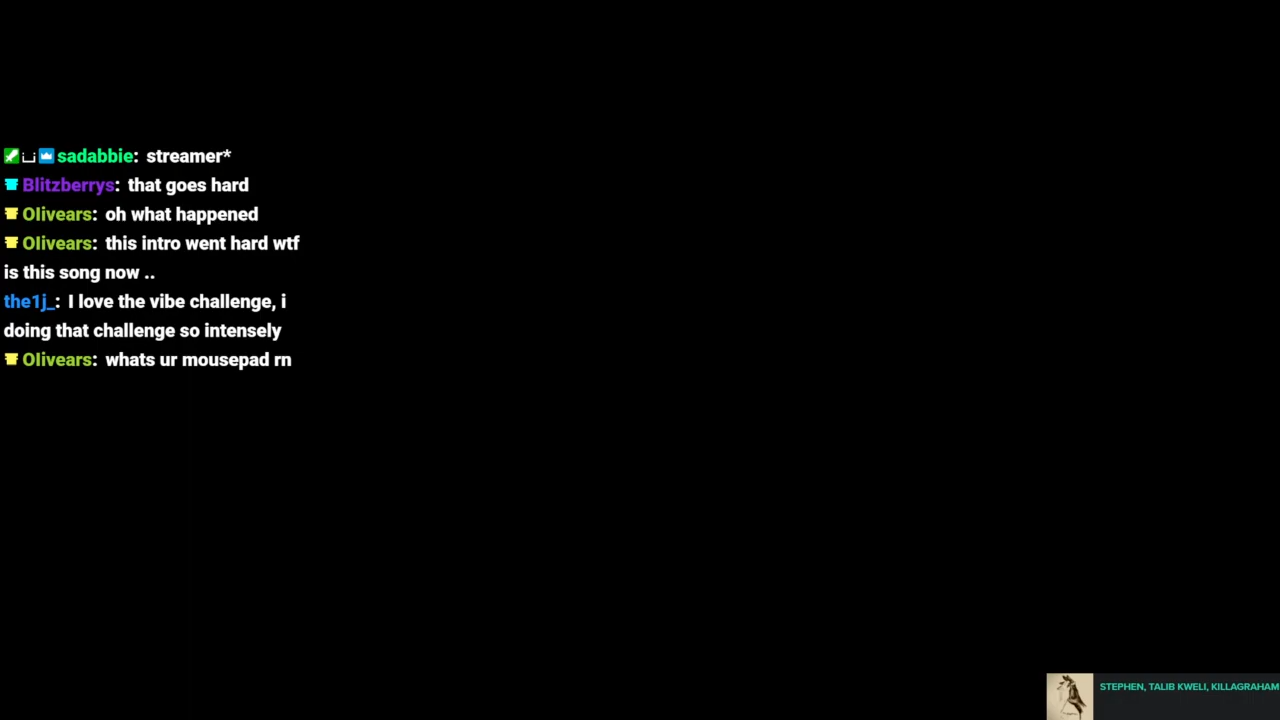 sadabbie: streamer*
Blitzberrys: that goes hard
Olivears: oh what happened
Olivears: this intro went hard wtf
is this song now ..
the1j_: I love the vibe challenge, i
doing that challenge so intensely
Olivears: whats ur mousepad rn
STEPHEN, TALIB KWELI, KILLAGRAHAM